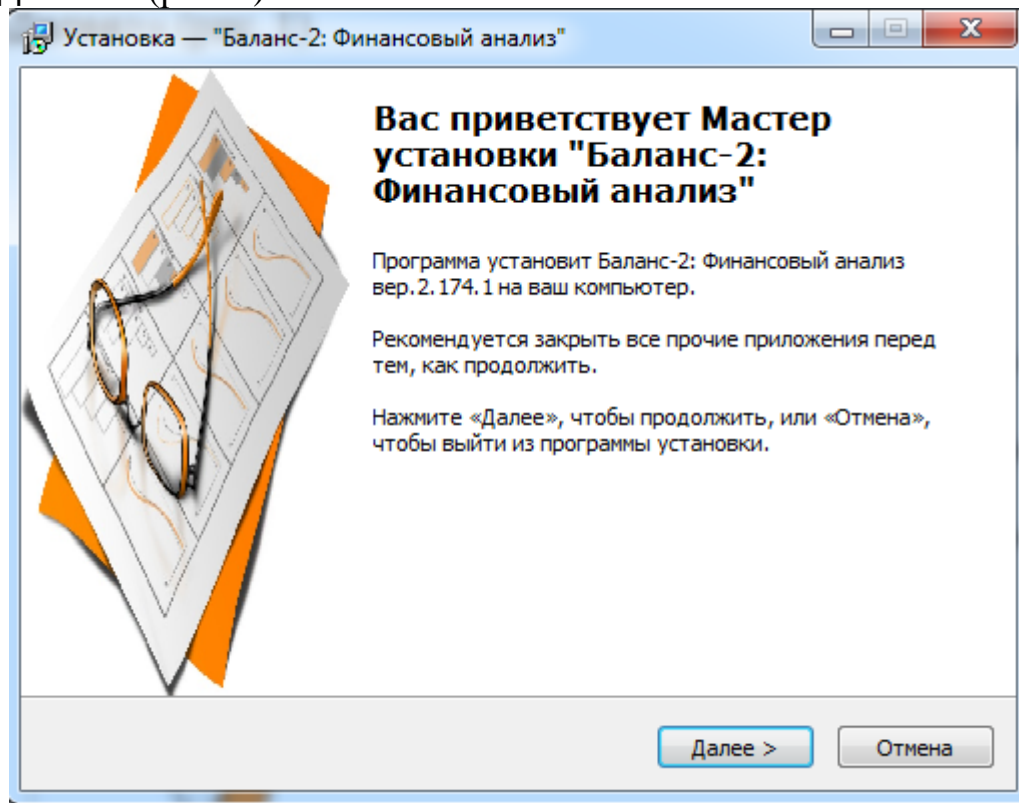 Установка — "Баланс-2: Финансовый анализ"
Вас приветствует Мастер
установки "Баланс-2:
Финансовый анализ"
Программа установит Баланс-2: Финансовый анализ
вер.2.174.1 на ваш компьютер.
Рекомендуется закрыть все прочие приложения перед
тем, как продолжить.
Нажмите «Далее», чтобы продолжить, или «Отмена»,
чтобы выйти из программы установки.
Далее >
Отмена